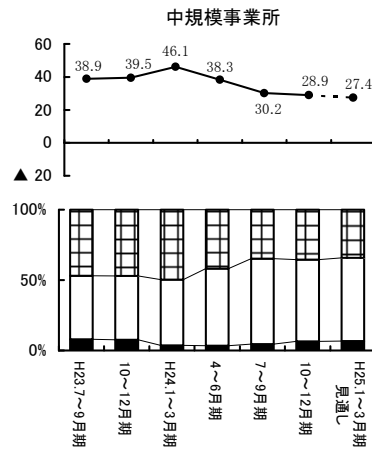 中規模事業所
60
40
20
0
▲ 20
38.9
39.5
46.1
38.3
30.2
28.9
27.4
100%
50%
0%
H23.7～9月期
10～12月期
H24.1～3月期
4～6月期
7～9月期
10～12月期
H25.1～3月期
見通し